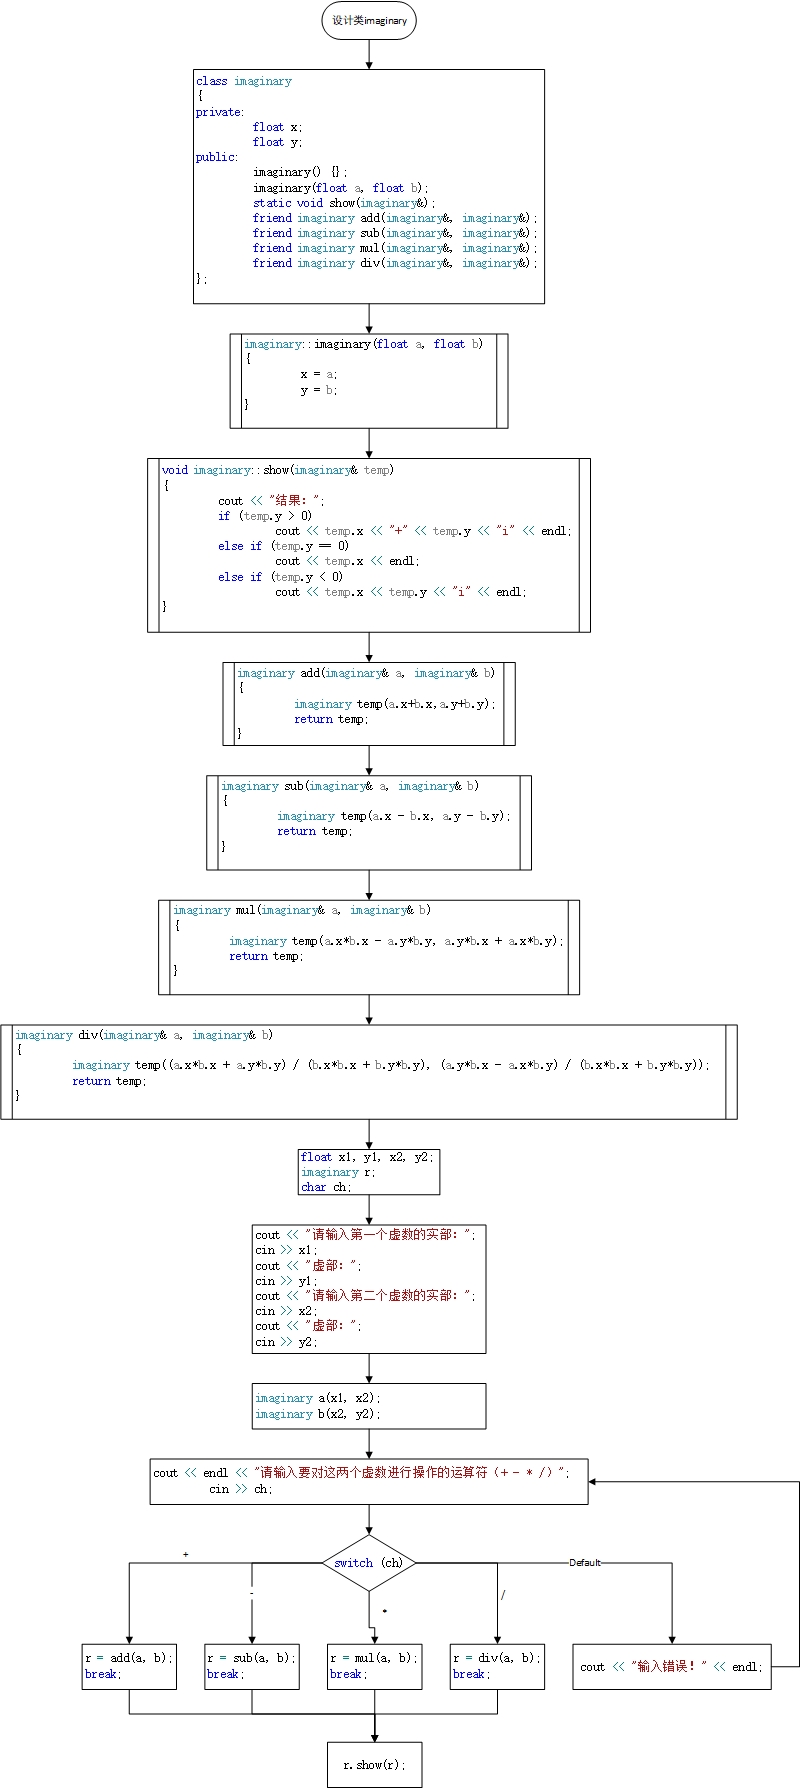 设计类imaginary
class imaginary
{
private:
float x;
float y;
public:
imaginary() {};
imaginary(float a, float b);
static void show(imaginary&);
friend imaginary add(imaginary&, imaginary&);
friend imaginary sub(imaginary&, imaginary&);
friend imaginary mul(imaginary&, imaginary&);
friend imaginary div(imaginary&, imaginary&);
};
imaginary::imaginary(float a, float b)
{
x = a;
y = b;
}
void imaginary::show(imaginary& temp)
{
cout << "结果：";
if (temp.y > 0)
cout << temp.x << "+" << temp.y << "i" << endl;
else if (temp.y == 0)
cout << temp.x << endl;
else if (temp.y < 0)
cout << temp.x << temp.y << "i" << endl;
}
imaginary add(imaginary& a, imaginary& b)
{
imaginary temp(a.x+b.x,a.y+b.y);
return temp;
}
imaginary sub(imaginary& a, imaginary& b)
{
imaginary temp(a.x - b.x, a.y - b.y);
return temp;
}
imaginary mul(imaginary& a, imaginary& b)
{
imaginary temp(a.x*b.x - a.y*b.y, a.y*b.x + a.x*b.y);
return temp;
}
imaginary div(imaginary& a, imaginary& b)
{
imaginary temp((a.x*b.x + a.y*b.y) / (b.x*b.x + b.y*b.y), (a.y*b.x - a.x*b.y) / (b.x*b.x + b.y*b.y));
return temp;
}
float x1, y1, x2, y2;
imaginary r;
char ch;
cout << "请输入第一个虚数的实部：";
cin >> x1;
cout << "虚部：";
cin >> y1;
cout << "请输入第二个虚数的实部：";
cin >> x2;
cout << "虚部：";
cin >> y2;
imaginary a(x1, x2);
imaginary b(x2, y2);
cout << endl << "请输入要对这两个虚数进行操作的运算符（+ - * /）";
cin >> ch;
switch (ch)
+
-
*
/
Default
r = add(a, b);
break;
r = sub(a, b);
break;
r = mul(a, b);
break;
r = div(a, b);
break;
cout << "输入错误！" << endl;
r.show(r);